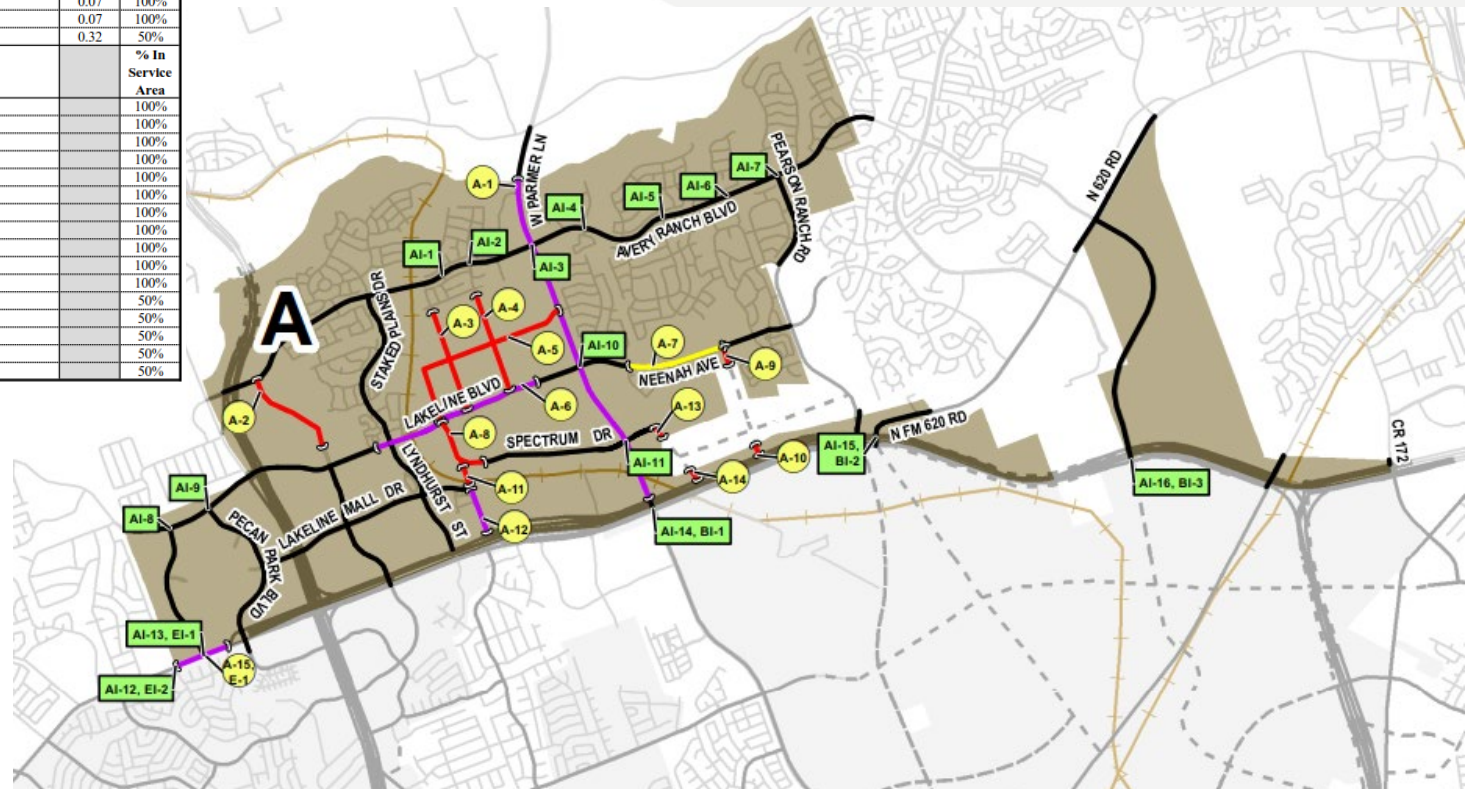 0.07 100%
0.07 100%
0.32 50%
% In
Service
Area
100%
100%
100%
100%
100%
100%
100%
100%
100%
100%
100%
50%
50%
50%
50%
50%
A
W PARMER LN
PEARSON RANCH RD
N 620 RD
A-1
AI-7
AI-6
AI-5
AI-4
AVERY RANCH BLVD
AI-2
AI-1
AI-3
STAKED PLAINS DR
A-4
A-3
A-5
AI-10
A-7
NEENAH AVE
A-9
A-2
LAKELINE BLVD
A-6
A-13
A-8
SPECTRUM DR
N FM 620 RD
CR 172
AI-15,
BI-2
A-10
AI-11
A-14
LYNDHURST ST
A-11
AI-9
LAKELINE MALL DR
AI-16, BI-3
AI-8
PECAN PARK BLVD
A-12
AI-14, BI-1
AI-13, EI-1
A-15,
E-1
AI-12, EI-2